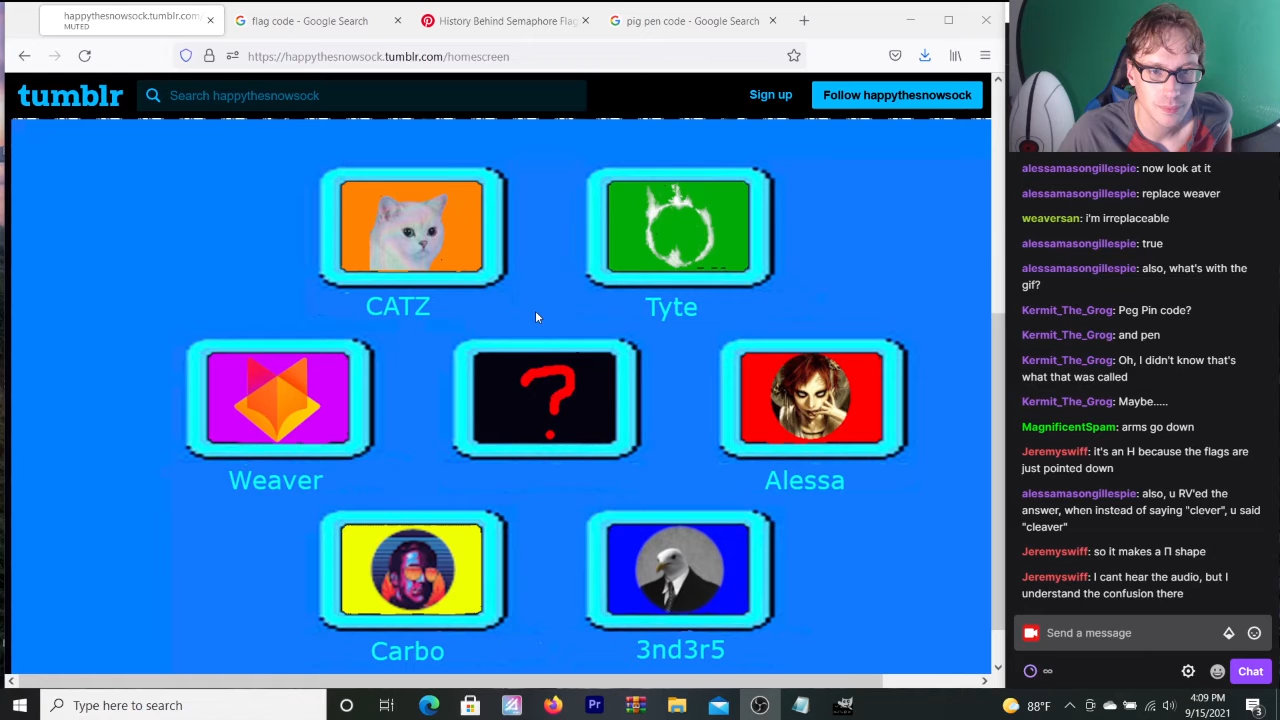 happythesnowsock.tumblr.com/
MUTED
flag code - Google Search
History Behind Semaphore Flag
pig pen code - Google Search
https://happythesnowsock.tumblr.com/homescreen
tumblr
Search happythesnowsock
Sign up
Follow happythesnowsock
CATZ
Tyte
?
Weaver
Alessa
Carbo
3nd3r5
alessamasongillespie: now look at it
alessamasongillespie: replace weaver
weaversan: i'm irreplaceable
alessamasongillespie: true
alessamasongillespie: also, what's with the
gif?
Kermit_The_Grog: Peg Pin code?
Kermit_The_Grog: and pen
Kermit_The_Grog: Oh, I didn't know that's
what that was called
Kermit_The_Grog: Maybe.....
MagnificentSpam: arms go down
Jeremyswiff: it's an H because the flags are
just pointed down
alessamasongillespie: also, u RV'ed the
answer, when instead of saying "clever", u said
"cleaver"
Jeremyswiff: so it makes a Π shape
Jeremyswiff: I cant hear the audio, but I
understand the confusion there
Send a message
∞
Chat
Type here to search
Pr
88°F
4:09 PM
9/15/2021
3